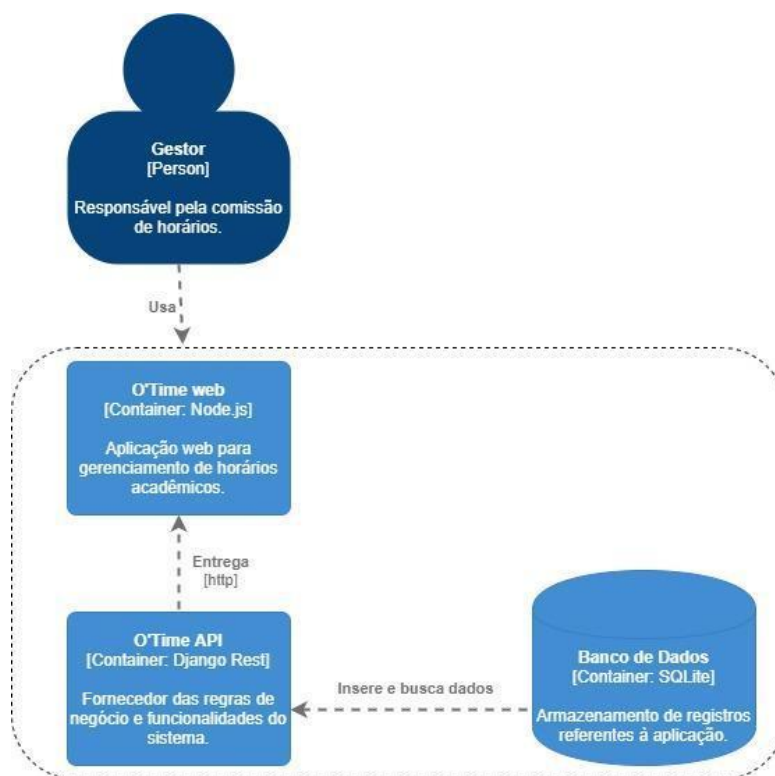 Gestor
[Person]
Responsável pela comissão
de horários.
Usa
O'Time web
[Container: Node.js]
Aplicação web para
gerenciamento de horários
acadêmicos.
Entrega
[http]
O'Time API
[Container: Django Rest]
Fornecedor das regras de
negócio e funcionalidades do
sistema.
Insere e busca dados
Banco de Dados
[Container: SQLite]
Armazenamento de registros
referentes à aplicação.